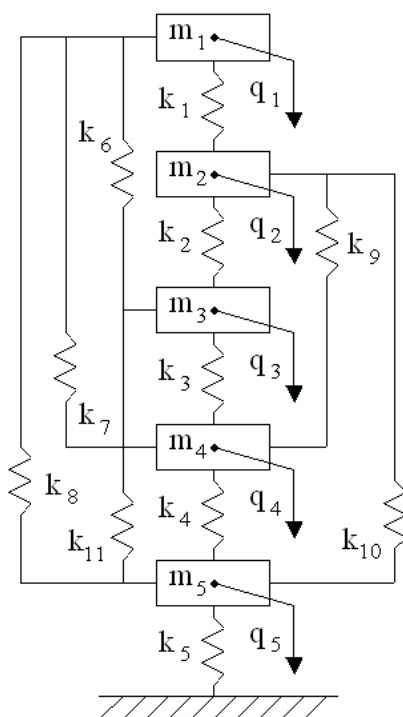 m₁
k₁
q₁
k₆
m₂
k₂
q₂
k₉
m₃
k₃
q₃
k₇
m₄
k₈
k₄
q₄
k₁₁
k₁₀
m₅
k₅
q₅